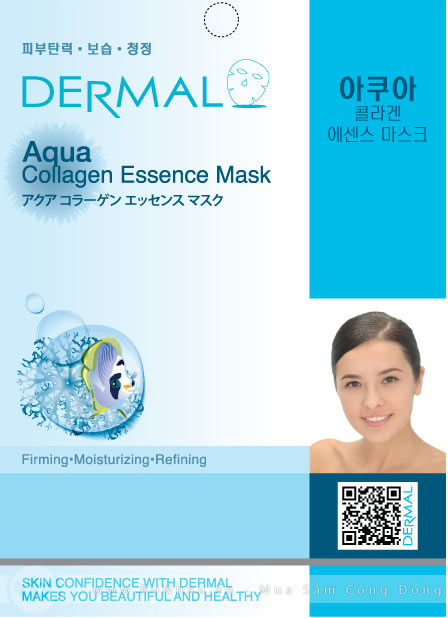 피부탄력 • 보습 • 청정
DERMAL
Aqua
Collagen Essence Mask
アクア コラーゲン エッセンス マスク
아쿠아
콜라겐
에센스 마스크
Firming•Moisturizing•Refining
DERMAL
SKIN CONFIDENCE WITH DERMAL
MAKES YOU BEAUTIFUL AND HEALTHY
Mua Sắm Cộng Đồng